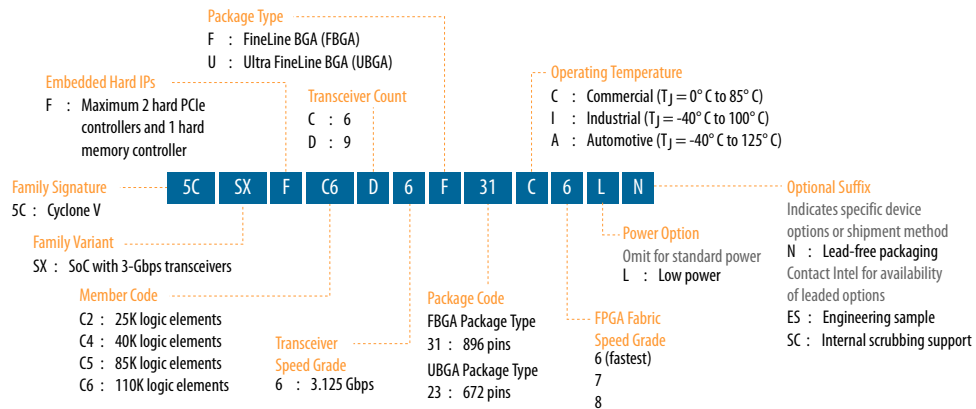 Package Type
F : FineLine BGA (FBGA)
U : Ultra FineLine BGA (UBGA)
Embedded Hard IPs
F : Maximum 2 hard PCIe
controllers and 1 hard
memory controller
Transceiver Count
C : 6
D : 9
Operating Temperature
C : Commercial (TJ = 0° C to 85° C)
I : Industrial (TJ = -40° C to 100° C)
A : Automotive (TJ = -40° C to 125° C)
Family Signature
5C : Cyclone V
5C SX F C6 D 6 F 31 C 6 L N
Optional Suffix
Indicates specific device
options or shipment method
N : Lead-free packaging
Contact Intel for availability
of leaded options
ES : Engineering sample
SC : Internal scrubbing support
Family Variant
SX : SoC with 3-Gbps transceivers
Power Option
Omit for standard power
L : Low power
Member Code
C2 : 25K logic elements
C4 : 40K logic elements
C5 : 85K logic elements
C6 : 110K logic elements
Transceiver
Speed Grade
6 : 3.125 Gbps
Package Code
FBGA Package Type
31 : 896 pins
UBGA Package Type
23 : 672 pins
FPGA Fabric
Speed Grade
6 (fastest)
7
8